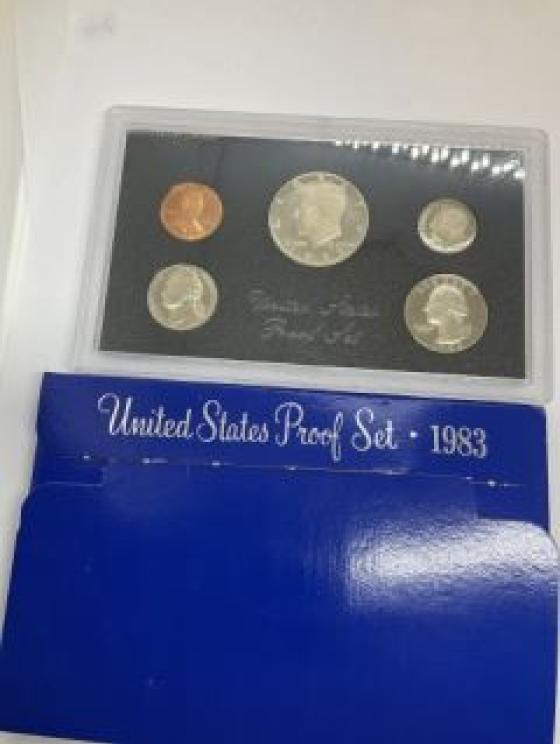 United States
Proof Set
United States Proof Set · 1983